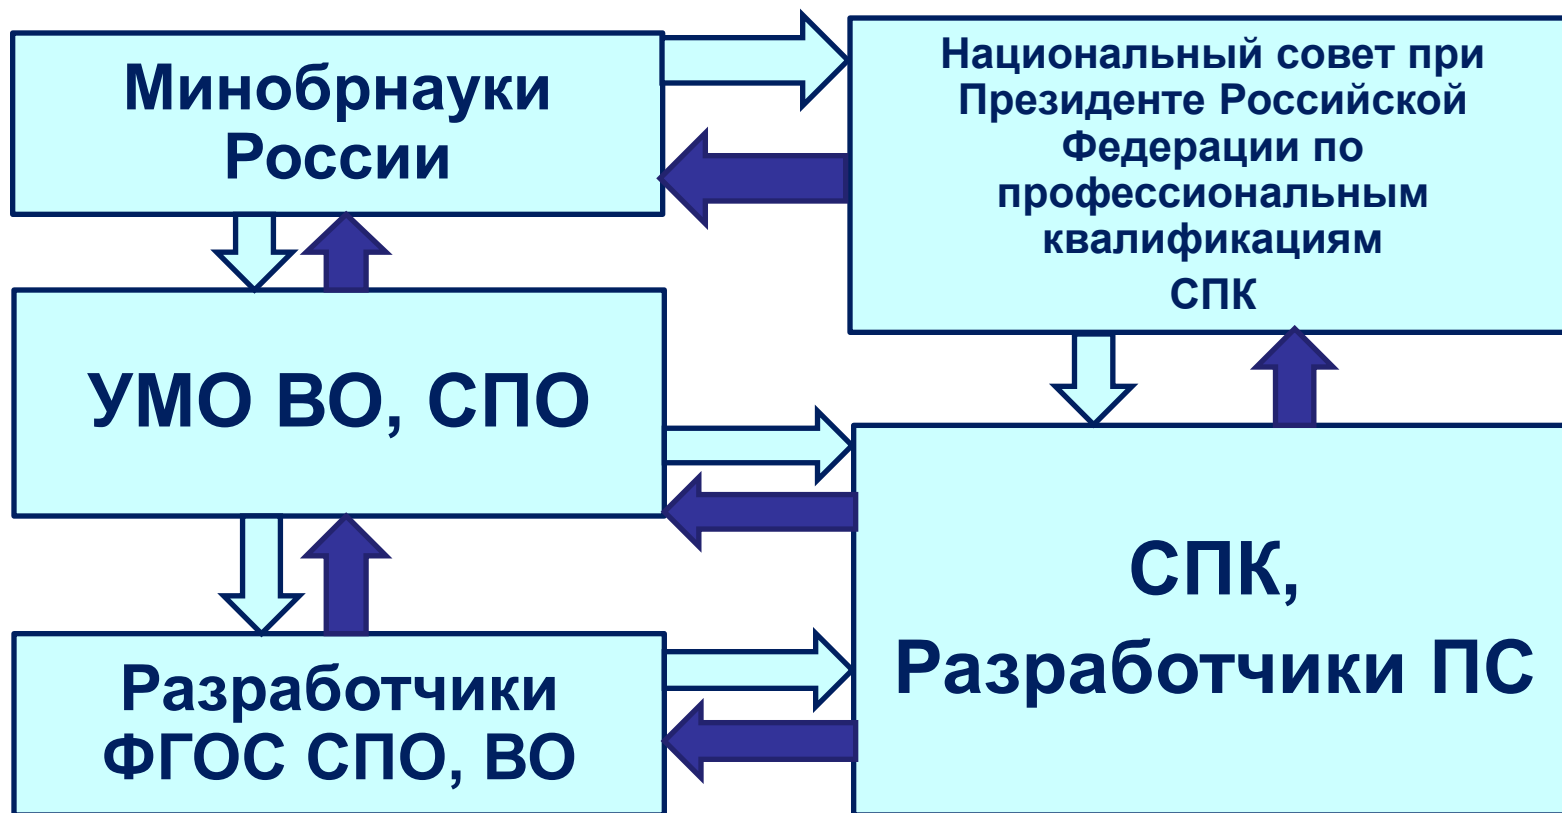 Минобрнауки
России
Национальный совет при
Президенте Российской
Федерации по
профессиональным
квалификациям
СПК
УМО ВО, СПО
СПК,
Разработчики ПС
Разработчики
ФГОС СПО, ВО